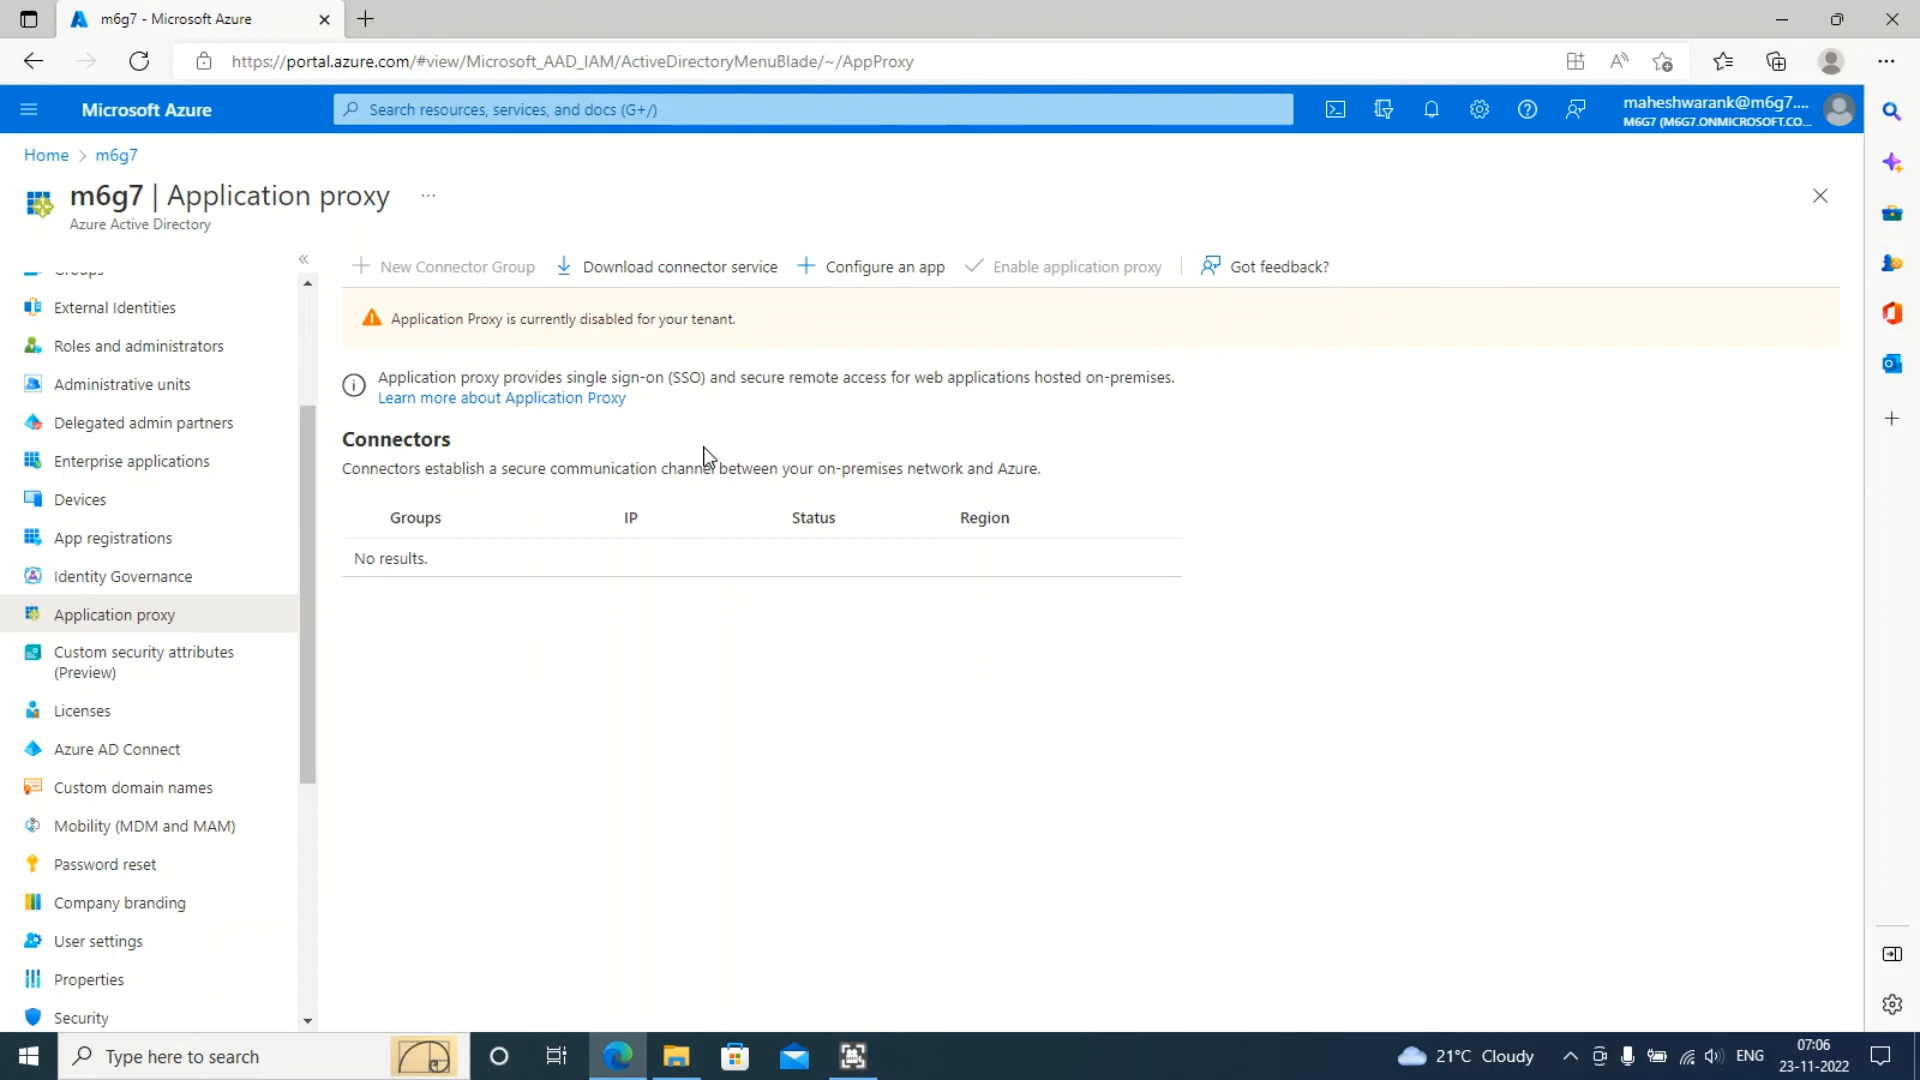 m6g7 - Microsoft Azure
https://portal.azure.com/#view/Microsoft_AAD_IAM/ActiveDirectoryMenuBlade/~/AppProxy
Microsoft Azure
Search resources, services, and docs (G+/)
maheshwarank@m6g7....
M6G7 (M6G7.ONMICROSOFT.CO...
Home > m6g7
m6g7 | Application proxy ...
Azure Active Directory
Groups
External Identities
Roles and administrators
Administrative units
Delegated admin partners
Enterprise applications
Devices
App registrations
Identity Governance
Application proxy
Custom security attributes
(Preview)
Licenses
Azure AD Connect
Custom domain names
Mobility (MDM and MAM)
Password reset
Company branding
User settings
Properties
Security
New Connector Group
Download connector service
Configure an app
Enable application proxy
Got feedback?
Application Proxy is currently disabled for your tenant.
Application proxy provides single sign-on (SSO) and secure remote access for web applications hosted on-premises.
Learn more about Application Proxy
Connectors
Connectors establish a secure communication channel between your on-premises network and Azure.
Groups IP Status Region
No results.
Type here to search
21°C Cloudy
ENG
07:06
23-11-2022